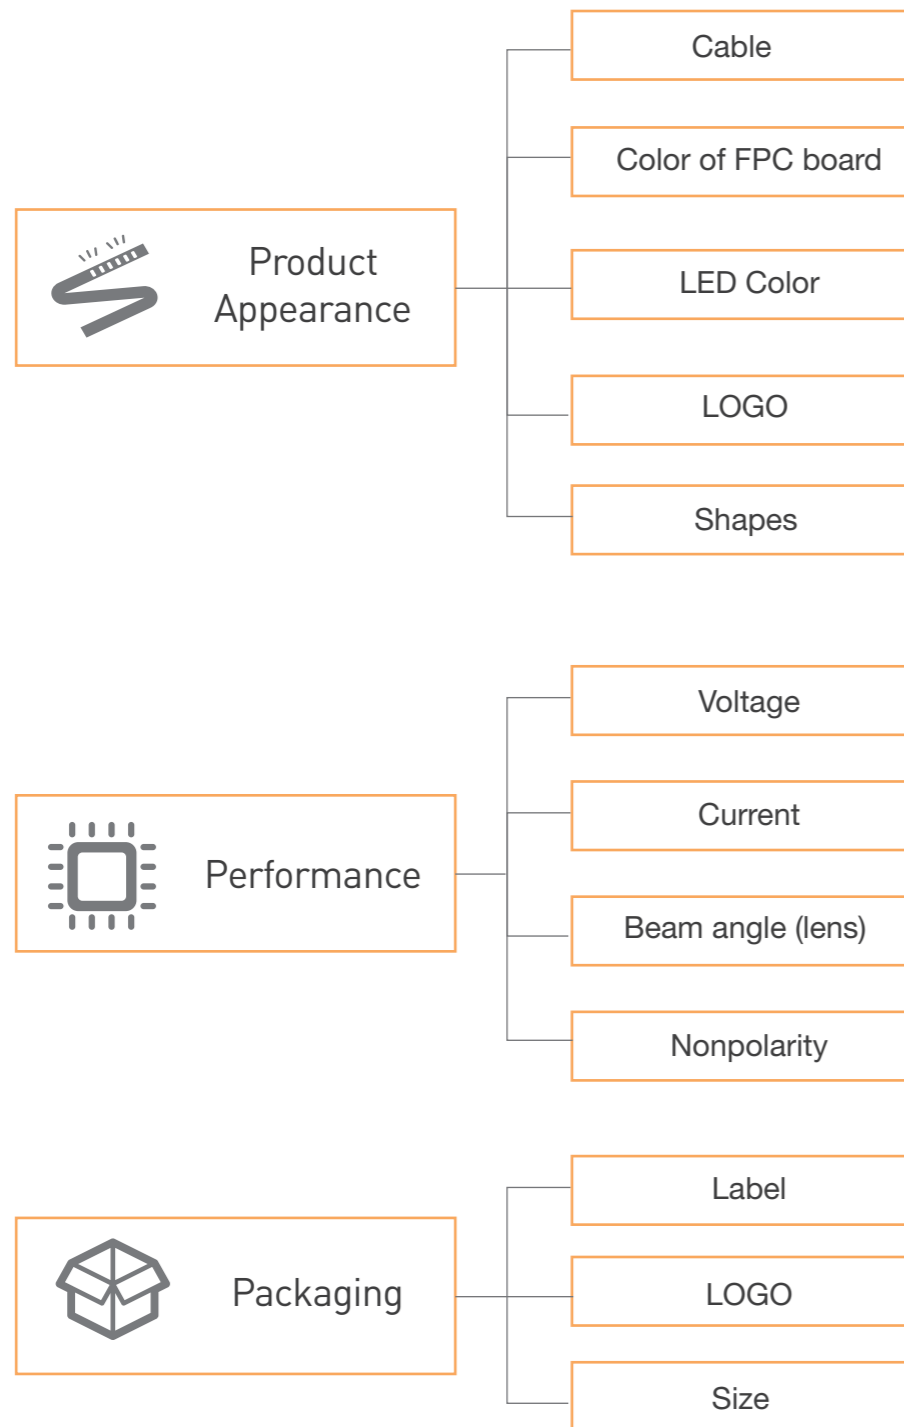 Product
Appearance
Cable
Color of FPC board
LED Color
LOGO
Shapes
Performance
Voltage
Current
Beam angle (lens)
Nonpolarity
Packaging
Label
LOGO
Size